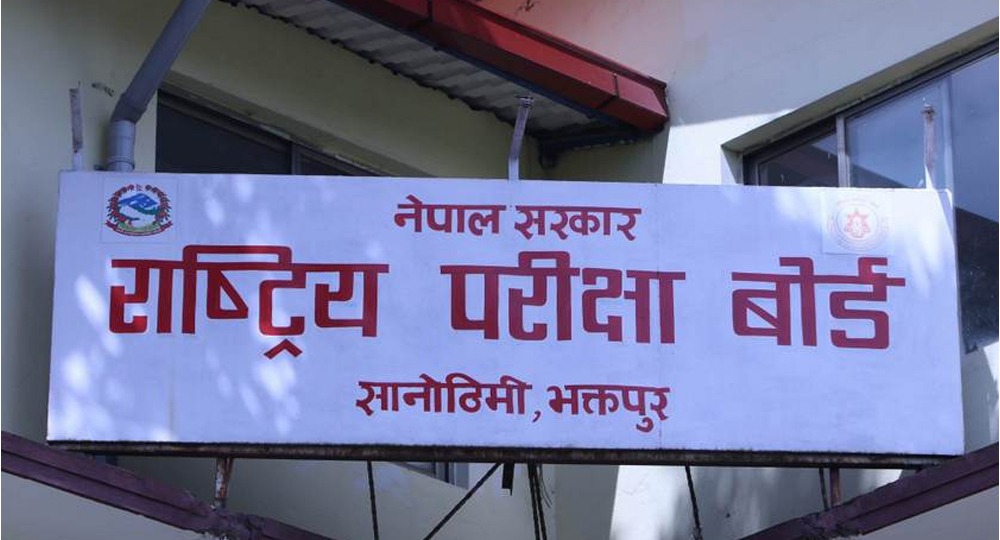 नेपाल सरकार
राष्ट्रिय परीक्षा बोर्ड
सानोठिमी, भक्तपुर